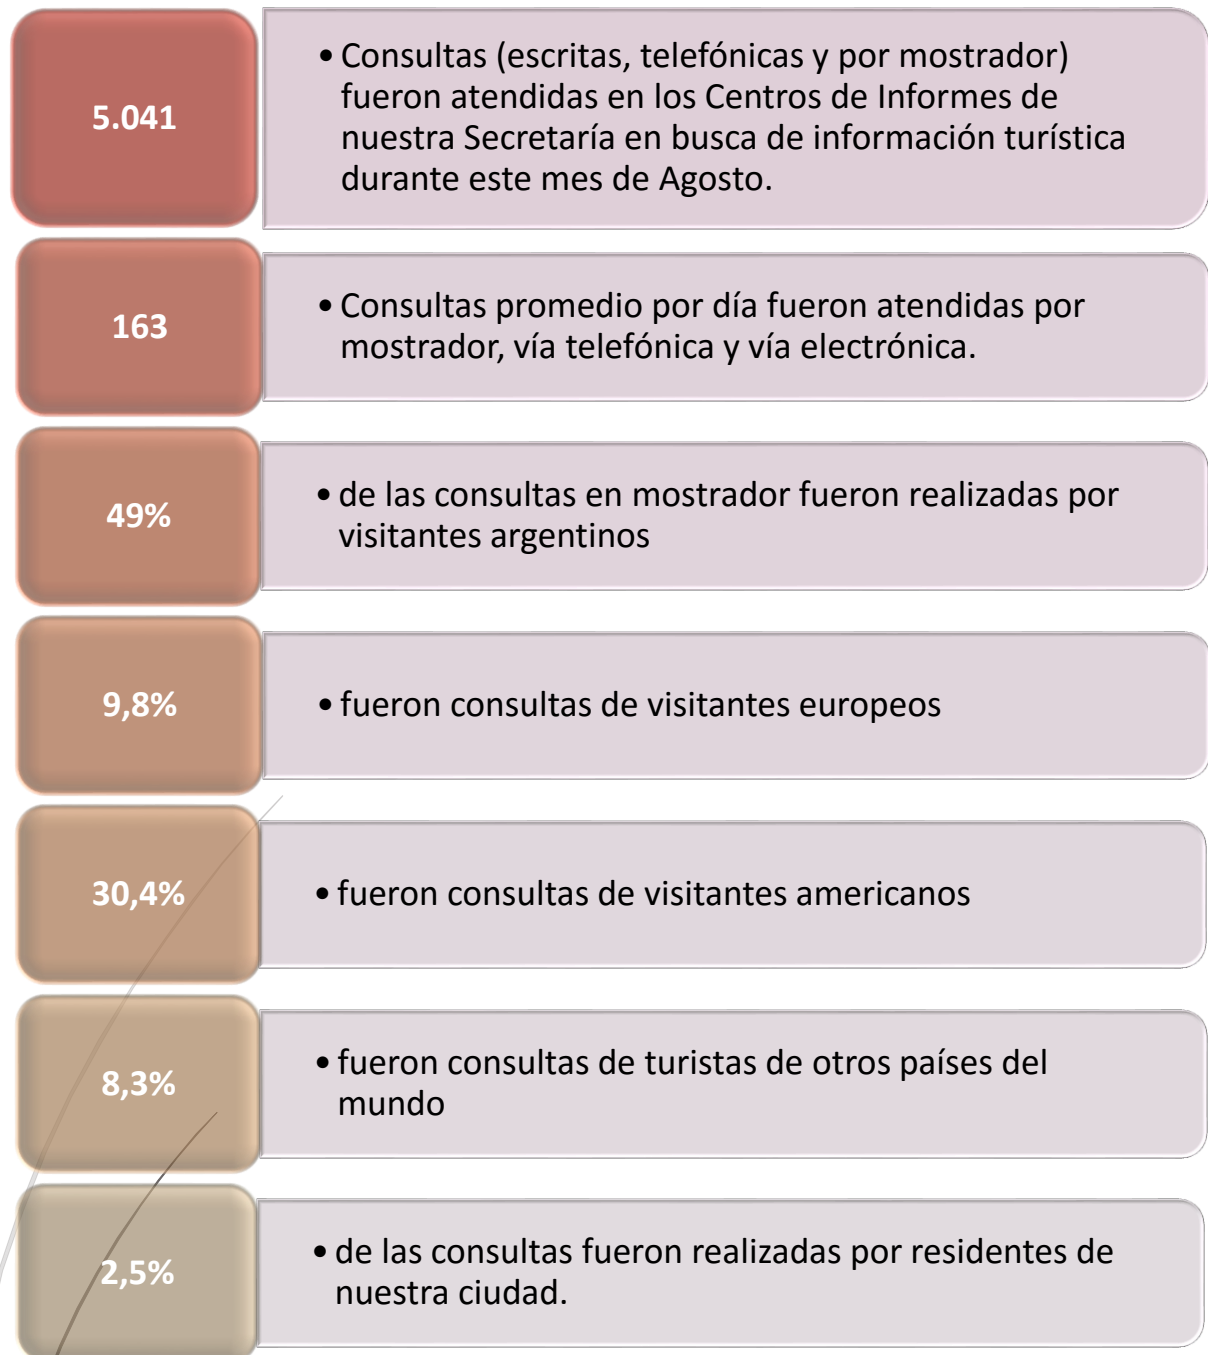 5.041
• Consultas (escritas, telefónicas y por mostrador)
fueron atendidas en los Centros de Informes de
nuestra Secretaría en busca de información turística
durante este mes de Agosto.
163
• Consultas promedio por día fueron atendidas por
mostrador, vía telefónica y vía electrónica.
49%
• de las consultas en mostrador fueron realizadas por
visitantes argentinos
9,8%
• fueron consultas de visitantes europeos
30,4%
• fueron consultas de visitantes americanos
8,3%
• fueron consultas de turistas de otros países del
mundo
2,5%
• de las consultas fueron realizadas por residentes de
nuestra ciudad.